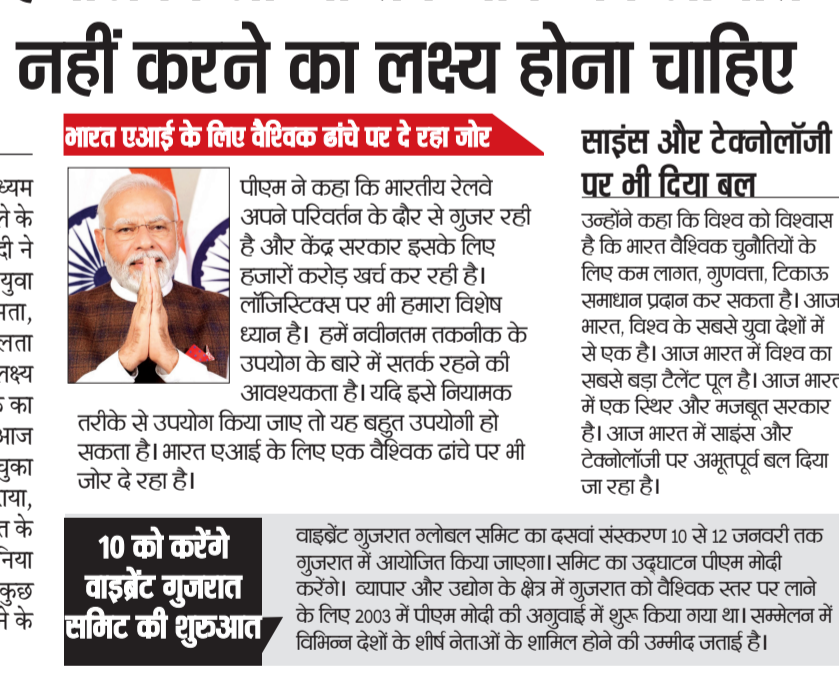 नहीं करने का लक्ष्य होना चाहिए
भारत एआई के लिए वैश्विक ढांचे पर दे रहा जोर
पीएम ने कहा कि भारतीय रेलवे
अपने परिवर्तन के दौर से गुजर रही
है और केंद्र सरकार इसके लिए
हजारों करोड़ खर्च कर रही है।
लॉजिस्टिक्स पर भी हमारा विशेष
ध्यान है। हमें नवीनतम तकनीक के
उपयोग के बारे में सतर्क रहने की
आवश्यकता है। यदि इसे नियामक
तरीके से उपयोग किया जाए तो यह बहुत उपयोगी हो
सकता है। भारत एआई के लिए एक वैश्विक ढांचे पर भी
जोर दे रहा है।
साइंस और टेक्नोलॉजी
पर भी दिया बल
उन्होंने कहा कि विश्व को विश्वास
है कि भारत वैश्विक चुनौतियों के
लिए कम लागत, गुणवत्ता, टिकाऊ
समाधान प्रदान कर सकता है। आज
भारत, विश्व के सबसे युवा देशों में
से एक है। आज भारत में विश्व का
सबसे बड़ा टैलेंट पूल है। आज भारत
में एक स्थिर और मजबूत सरकार
है। आज भारत में साइंस और
टेक्नोलॉजी पर अभूतपूर्व बल दिया
जा रहा है।
10 को करेंगे
वाइब्रेंट गुजरात
समिट की शुरुआत
वाइब्रेंट गुजरात ग्लोबल समिट का दसवां संस्करण 10 से 12 जनवरी तक
गुजरात में आयोजित किया जाएगा। समिट का उद्घाटन पीएम मोदी
करेंगे। व्यापार और उद्योग के क्षेत्र में गुजरात को वैश्विक स्तर पर लाने
के लिए 2003 में पीएम मोदी की अगुवाई में शुरू किया गया था। सम्मेलन में
विभिन्न देशों के शीर्ष नेताओं के शामिल होने की उम्मीद जताई है।